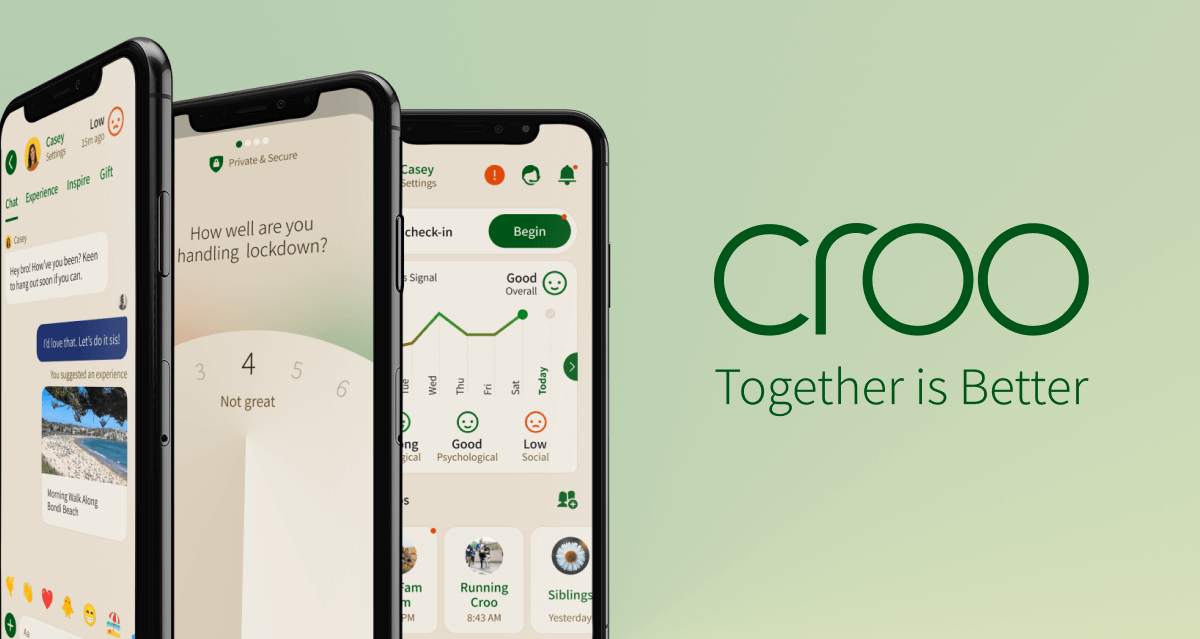 Casey
Settings
Low
15m ago
Chat
Experience
Inspire
Gift
Casey
Hey bro! How've you been? Keen
to hang out soon if you can.
I'd love that. Let's do it sis!
You suggested an experience
Morning Walk Along
Bondi Beach
Aa
Private & Secure
How well are you
handling lockdown?
3
4
5
6
Not great
Casey
Settings
check-in
Begin
Signal
Good
Overall
Wed
Thu
Fri
Sat
Today
Good
Psychological
Low
Social
Fam
PM
Running
Croo
8:43 AM
Siblings
Yesterday
croo
Together is Better